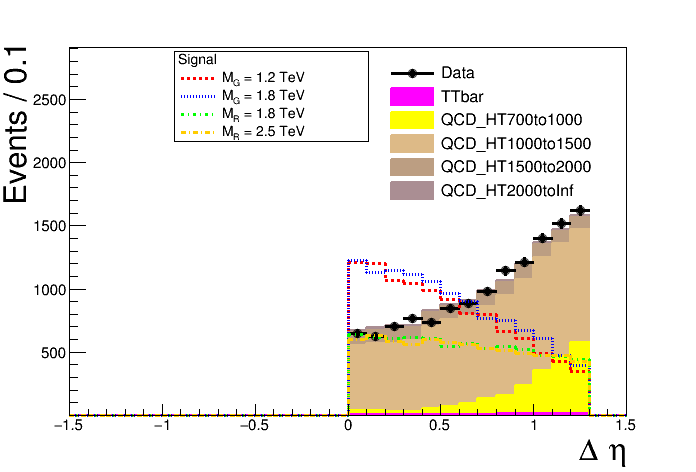 Events / 0.1
Signal
M_G = 1.2 TeV
M_G = 1.8 TeV
M_R = 1.8 TeV
M_R = 2.5 TeV
Data
TTbar
QCD_HT700to1000
QCD_HT1000to1500
QCD_HT1500to2000
QCD_HT2000toInf
2500
2000
1500
1000
500
−1.5 −1 −0.5 0 0.5 1 1.5
Δ η